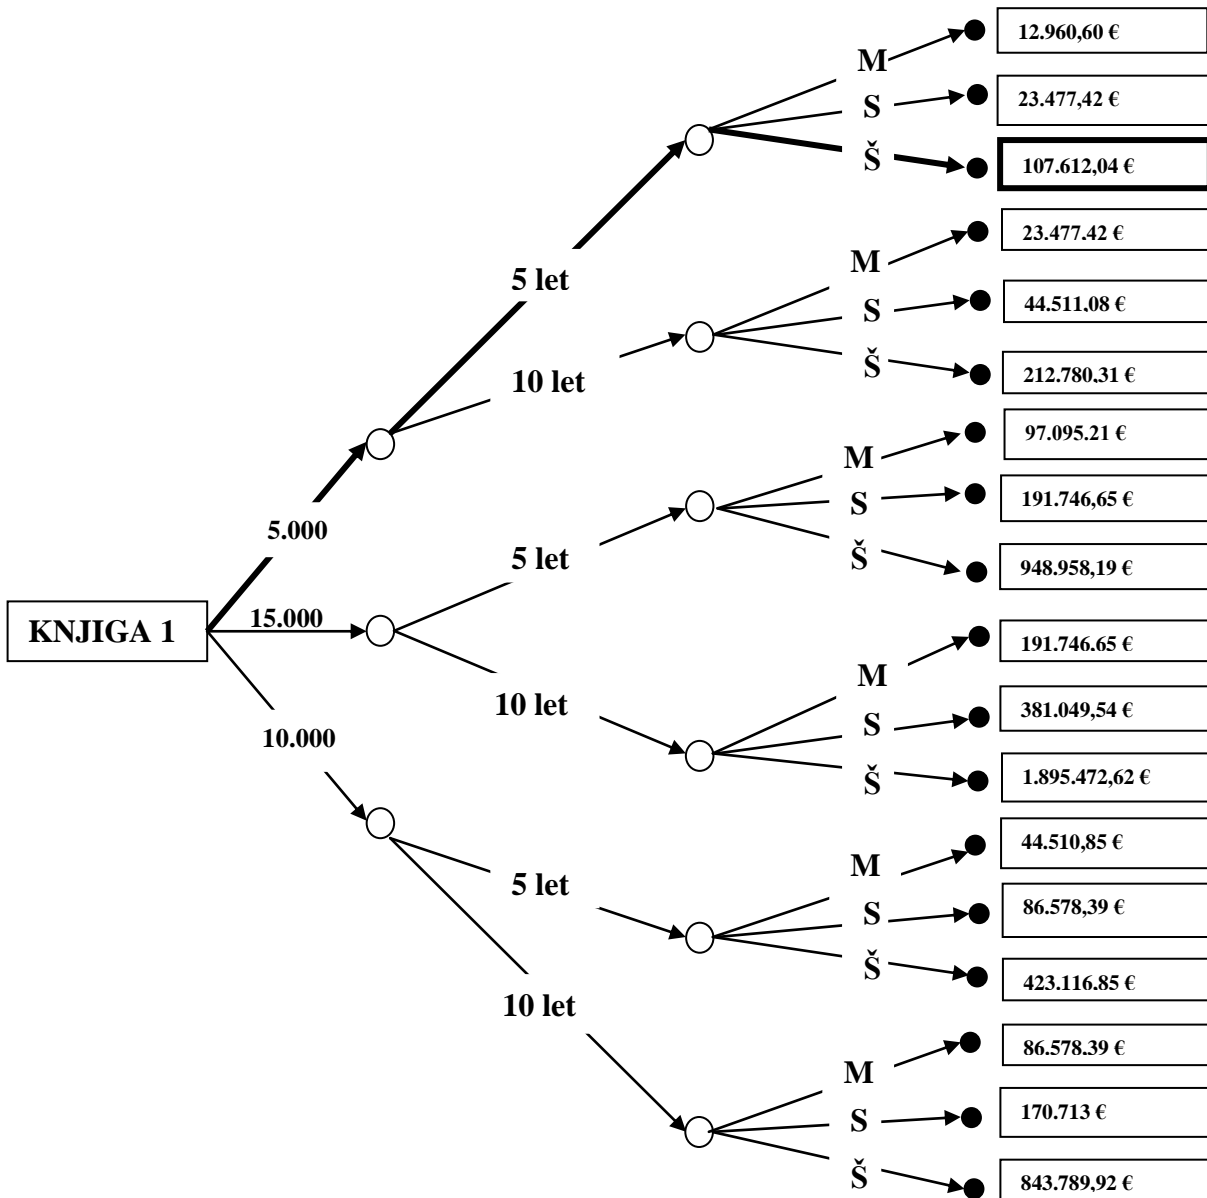 12.960,60 €
M
23.477,42 €
S
Š
107.612,04 €
5 let
23.477,42 €
M
44.511,08 €
S
10 let
Š
212.780,31 €
97.095,21 €
M
5.000
S
191.746,65 €
5 let
Š
948.958,19 €
KNJIGA 1
15.000
191.746,65 €
M
10 let
S
381.049,54 €
10.000
Š
1.895.472,62 €
44.510,85 €
M
5 let
S
86.578,39 €
Š
423.116,85 €
10 let
86.578,39 €
M
S
170.713 €
Š
843.789,92 €